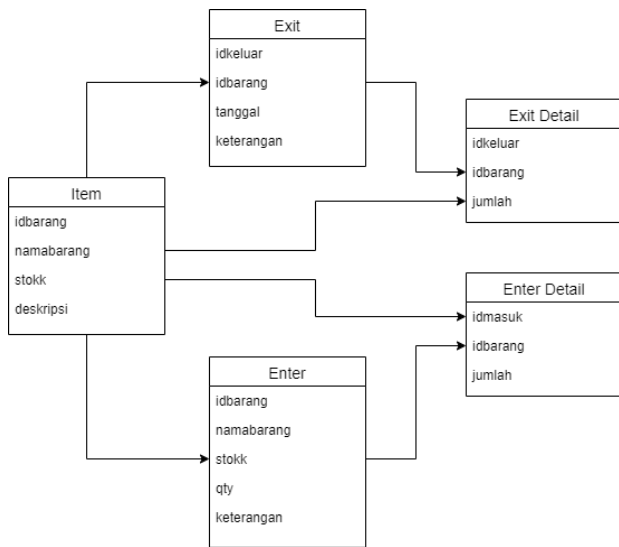 Exit
idkeluar
idbarang
tanggal
keterangan
Exit Detail
idkeluar
idbarang
jumlah
Item
idbarang
namabarang
stokk
deskripsi
Enter Detail
idmasuk
idbarang
jumlah
Enter
idbarang
namabarang
stokk
qty
keterangan